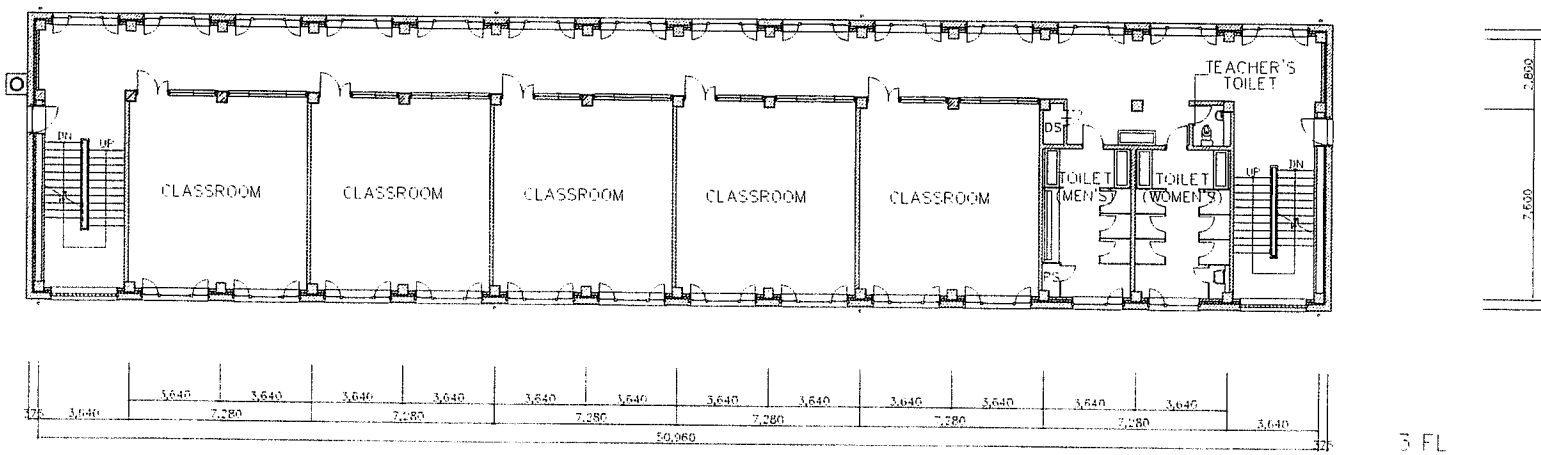 TEACHER'S
TOILET
2,800
DN
UP
DS
CLASSROOM
CLASSROOM
CLASSROOM
CLASSROOM
CLASSROOM
TOILET
(MEN'S)
TOILET
(WOMEN'S)
UP
DN
7,600
PS
3,640
3,640
3,640
3,640
3,640
3,640
3,640
3,640
3,640
3,640
3,640
3,640
375
3,640
7,280
7,280
7,280
7,280
7,280
7,280
3,640
50,960
375
3 FL